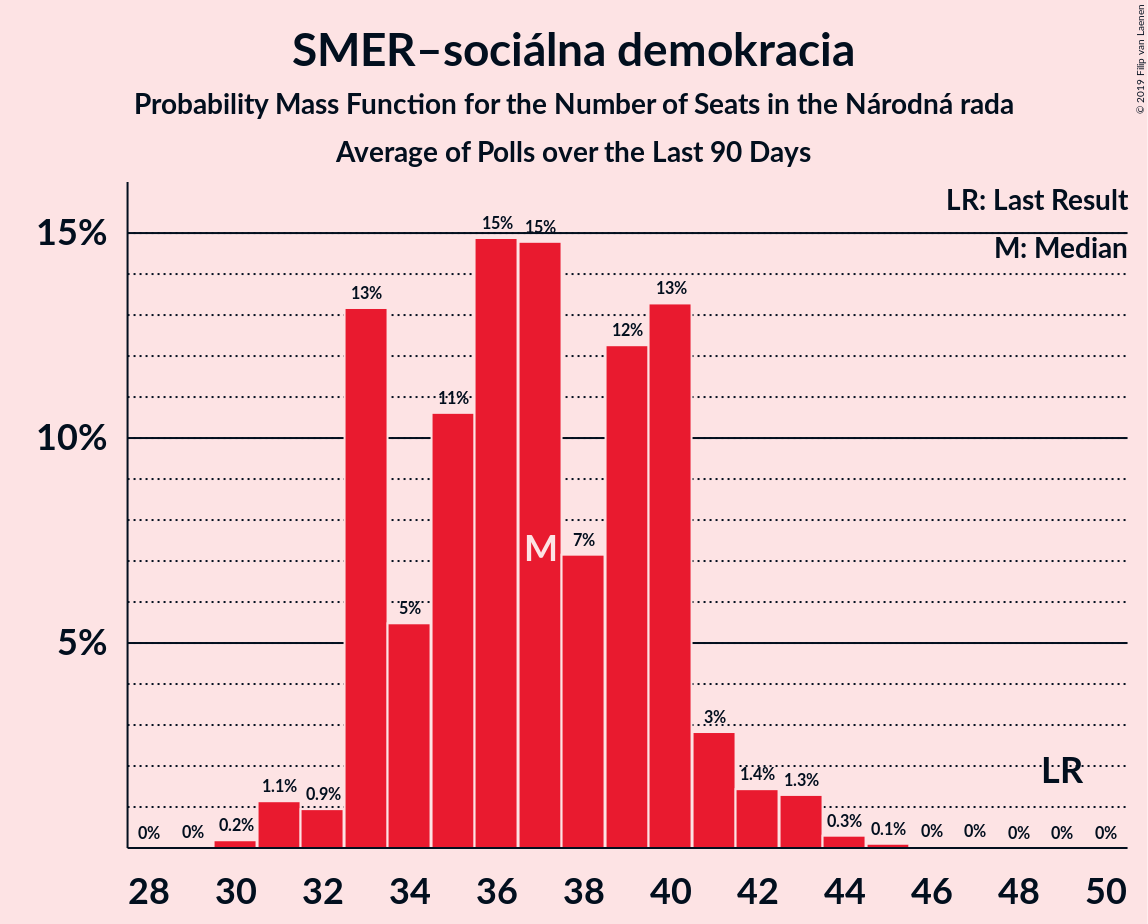 SMER–sociálna demokracia
Probability Mass Function for the Number of Seats in the Národná rada
Average of Polls over the Last 90 Days
© 2019 Filip van Laenen
LR: Last Result
M: Median
15%
10%
5%
0% 0% 0.2% 1.1% 0.9% 13% 5% 11% 15% 15% 7% 12% 13% 3% 1.4% 1.3% 0.3% 0.1% 0% 0% 0% 0% 0%
M
LR
28 30 32 34 36 38 40 42 44 46 48 50